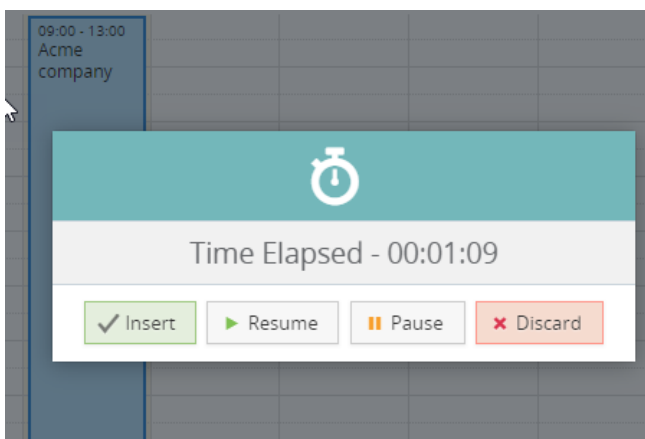 09:00 - 13:00
Acme
company
Time Elapsed - 00:01:09
Insert Resume Pause Discard